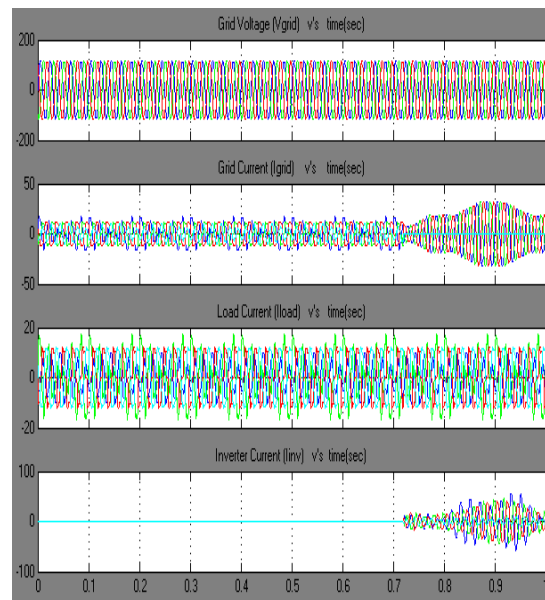 Grid Voltage (Vgrid) v's time(sec)
200
0
-200
Grid Current (Igrid) v's time(sec)
50
0
-50
Load Current (Iload) v's time(sec)
20
0
-20
Inverter Current (Iinv) v's time(sec)
100
0
-100
0 0.1 0.2 0.3 0.4 0.5 0.6 0.7 0.8 0.9 1